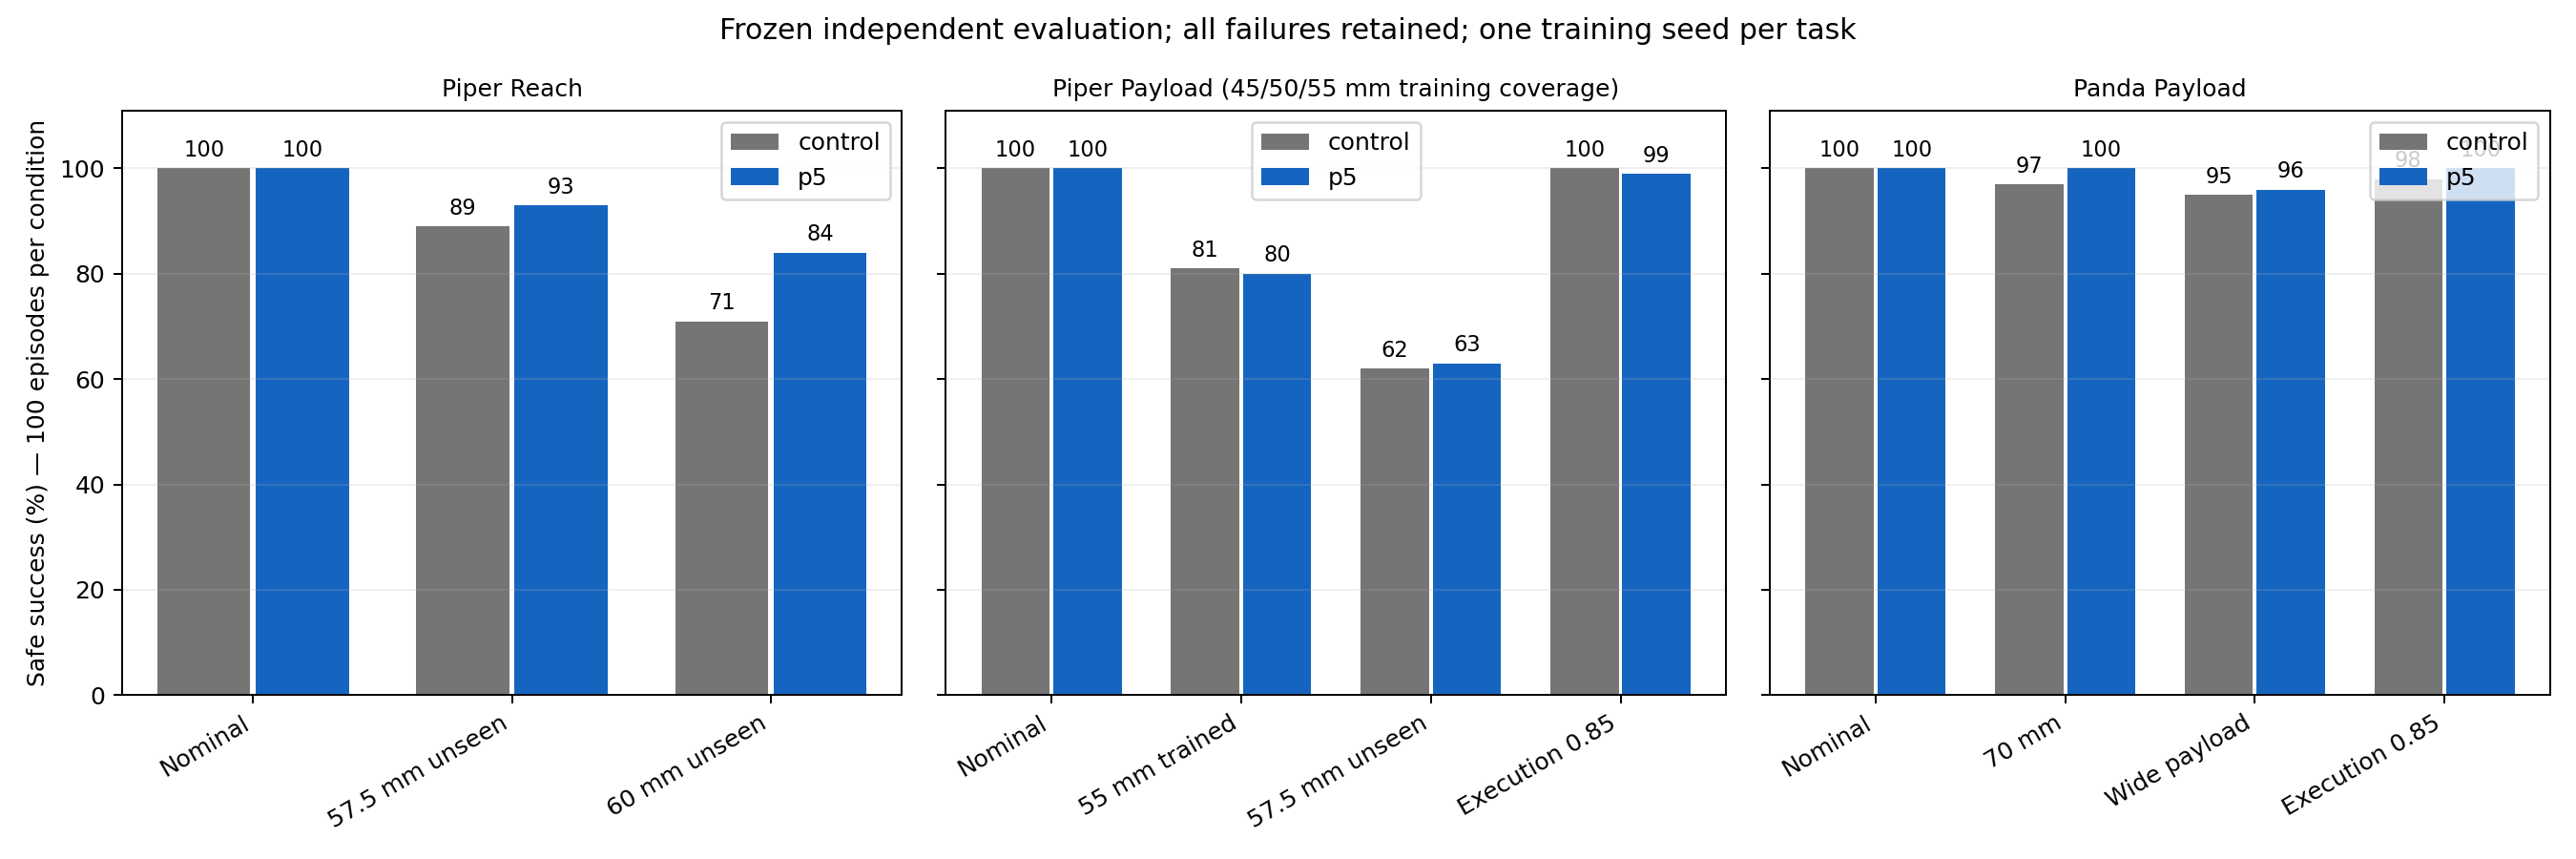 Frozen independent evaluation; all failures retained; one training seed per task
Piper Reach
Safe success (%) — 100 episodes per condition
100
80
60
40
20
0
control
p5
100
100
89
93
71
84
Nominal
57.5 mm unseen
60 mm unseen
Piper Payload (45/50/55 mm training coverage)
control
p5
100
100
81
80
62
63
100
99
Nominal
55 mm trained
57.5 mm unseen
Execution 0.85
Panda Payload
control
p5
100
100
97
100
95
96
98
100
Nominal
70 mm
Wide payload
Execution 0.85